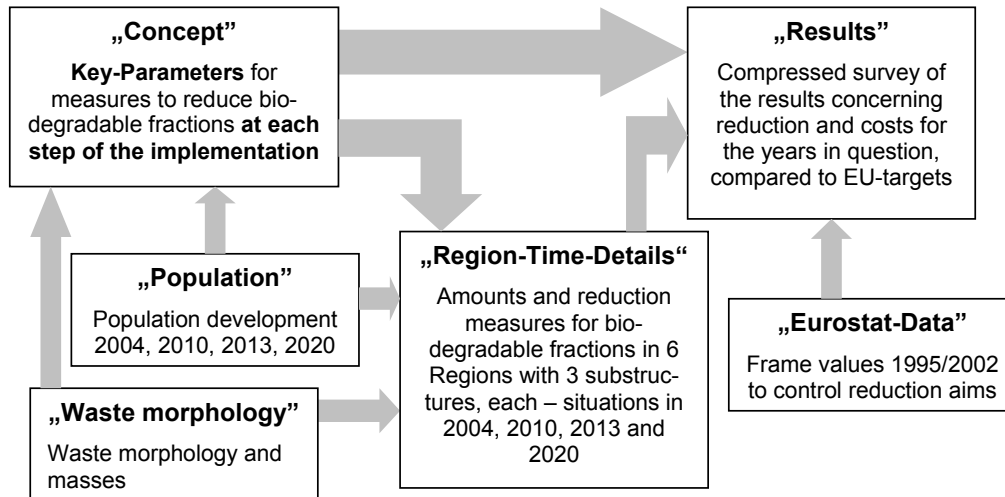 „Concept"
Key-Parameters for
measures to reduce bio-
degradable fractions at each
step of the implementation
„Results"
Compressed survey of
the results concerning
reduction and costs for
the years in question,
compared to EU-targets
„Population"
Population development
2004, 2010, 2013, 2020
„Region-Time-Details“
Amounts and reduction
measures for bio-
degradable fractions in 6
Regions with 3 substruc-
tures, each – situations in
2004, 2010, 2013 and
2020
„Eurostat-Data"
Frame values 1995/2002
to control reduction aims
„Waste morphology"
Waste morphology and
masses